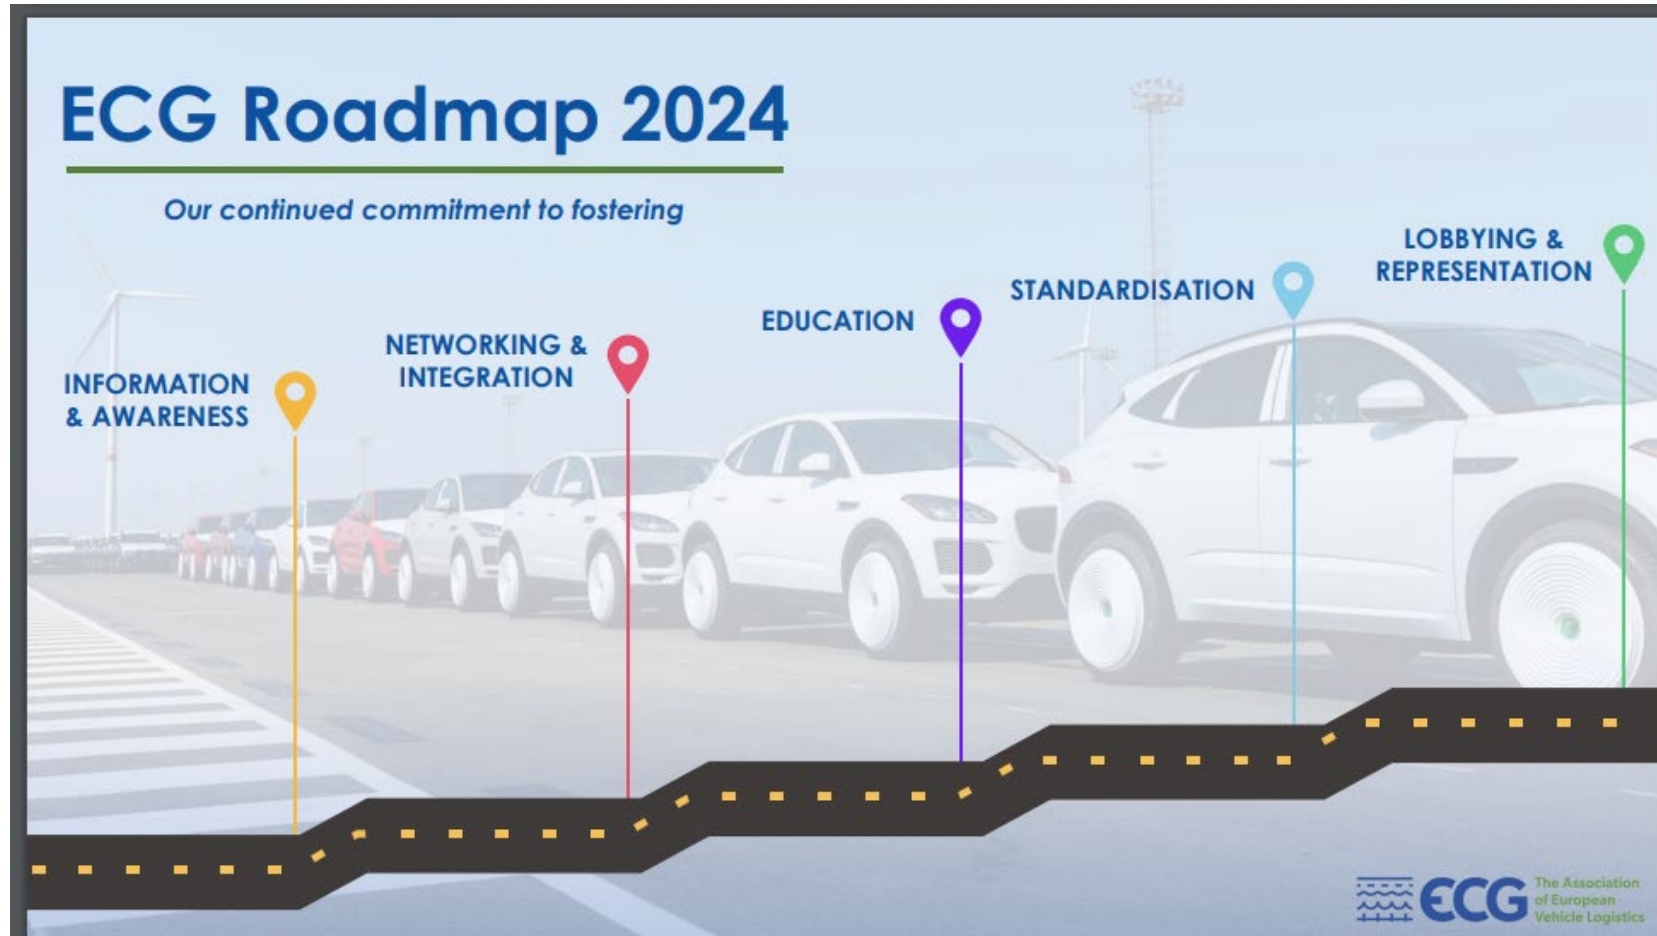 ECG Roadmap 2024
Our continued commitment to fostering
INFORMATION
& AWARENESS
NETWORKING &
INTEGRATION
EDUCATION
STANDARDISATION
LOBBYING &
REPRESENTATION
ECG
The Association
of European
Vehicle Logistics